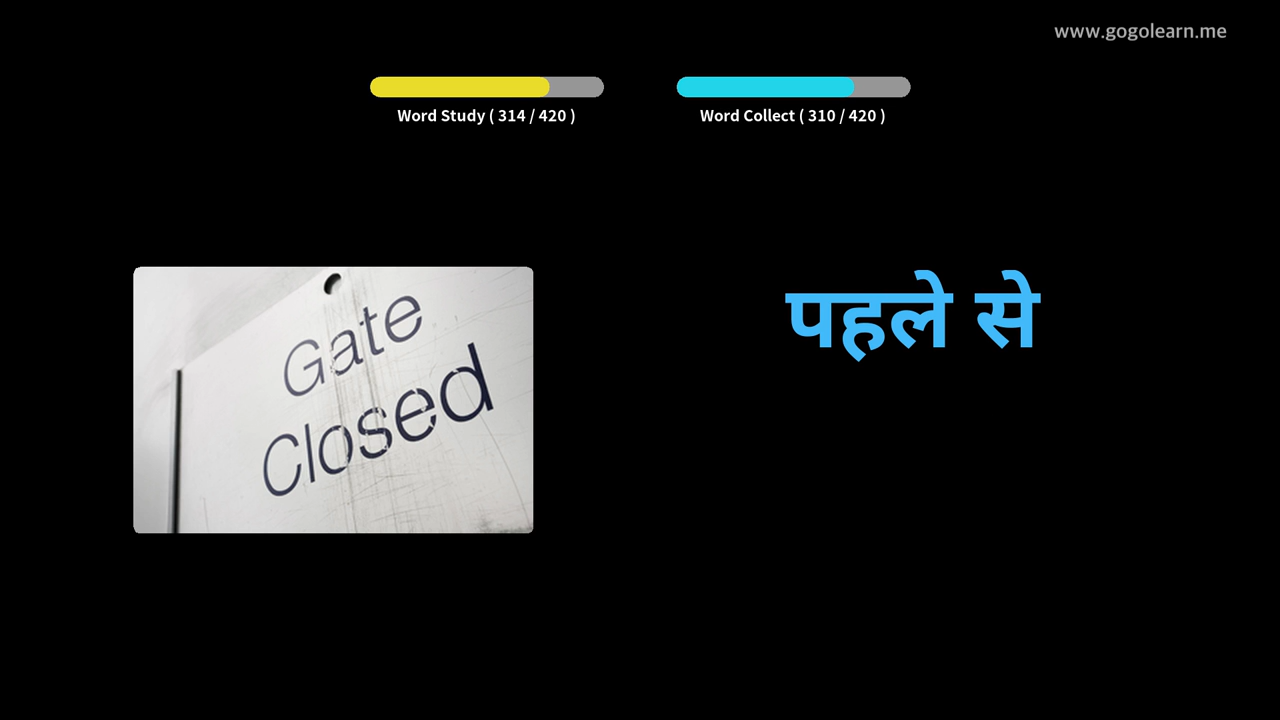 www.gogolearn.me
Word Study ( 314 / 420 )
Word Collect ( 310 / 420 )
Gate
Closed
पहले से